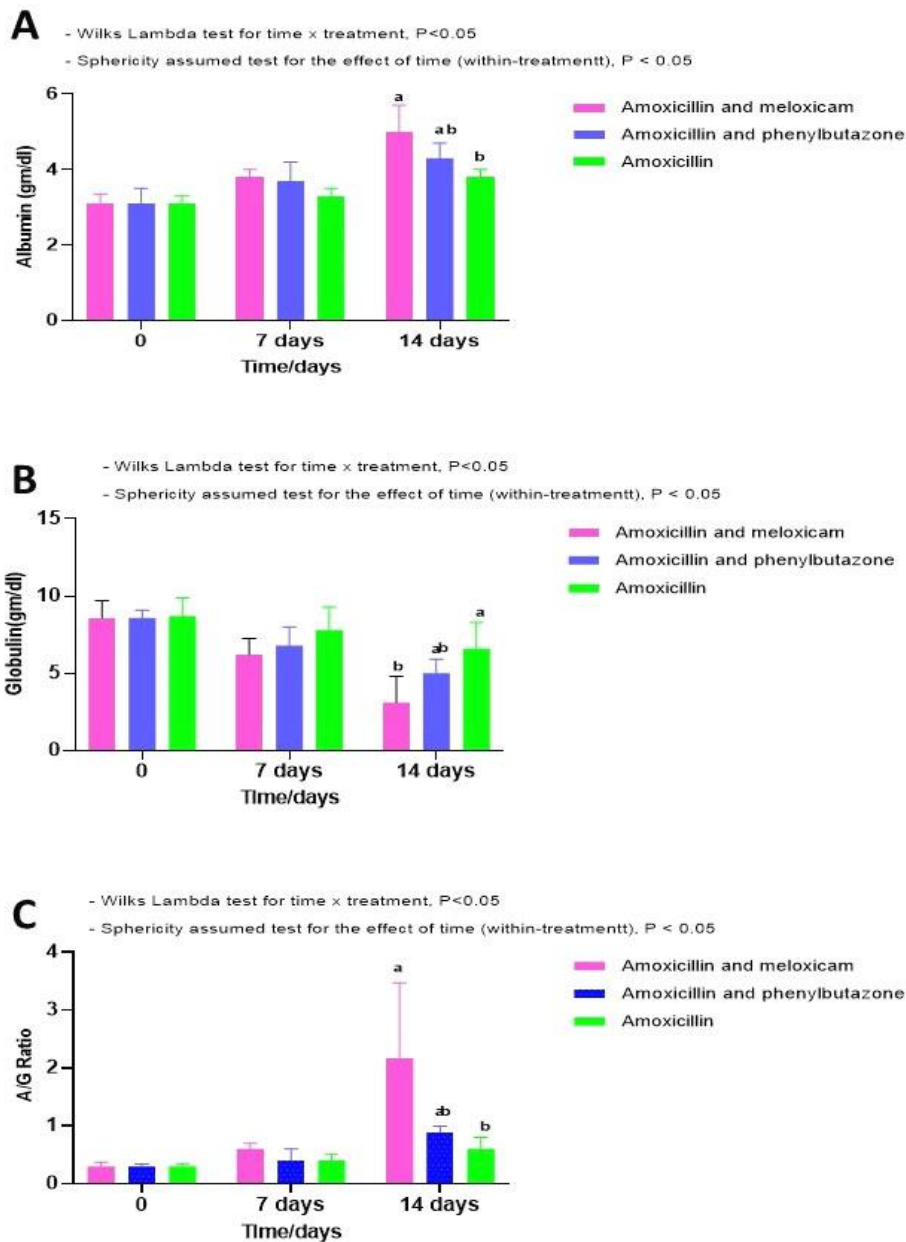 A
- Wilks Lambda test for time x treatment, P<0.05
- Sphericity assumed test for the effect of time (within-treatmentt), P < 0.05
6
4
2
0
Albumin (gm/dl)
a
ab
b
0
7 days
14 days
Time/days
Amoxicillin and meloxicam
Amoxicillin and phenylbutazone
Amoxicillin
B
- Wilks Lambda test for time x treatment, P<0.05
- Sphericity assumed test for the effect of time (within-treatmentt), P < 0.05
15
10
5
0
Globulin(gm/dl)
b
ab
a
0
7 days
14 days
TIme/days
Amoxicillin and meloxicam
Amoxicillin and phenylbutazone
Amoxicillin
C
- Wilks Lambda test for time x treatment, P<0.05
- Sphericity assumed test for the effect of time (within-treatmentt), P < 0.05
4
3
2
1
0
A/G Ratio
a
ab
b
0
7 days
14 days
TIme/days
Amoxicillin and meloxicam
Amoxicillin and phenylbutazone
Amoxicillin